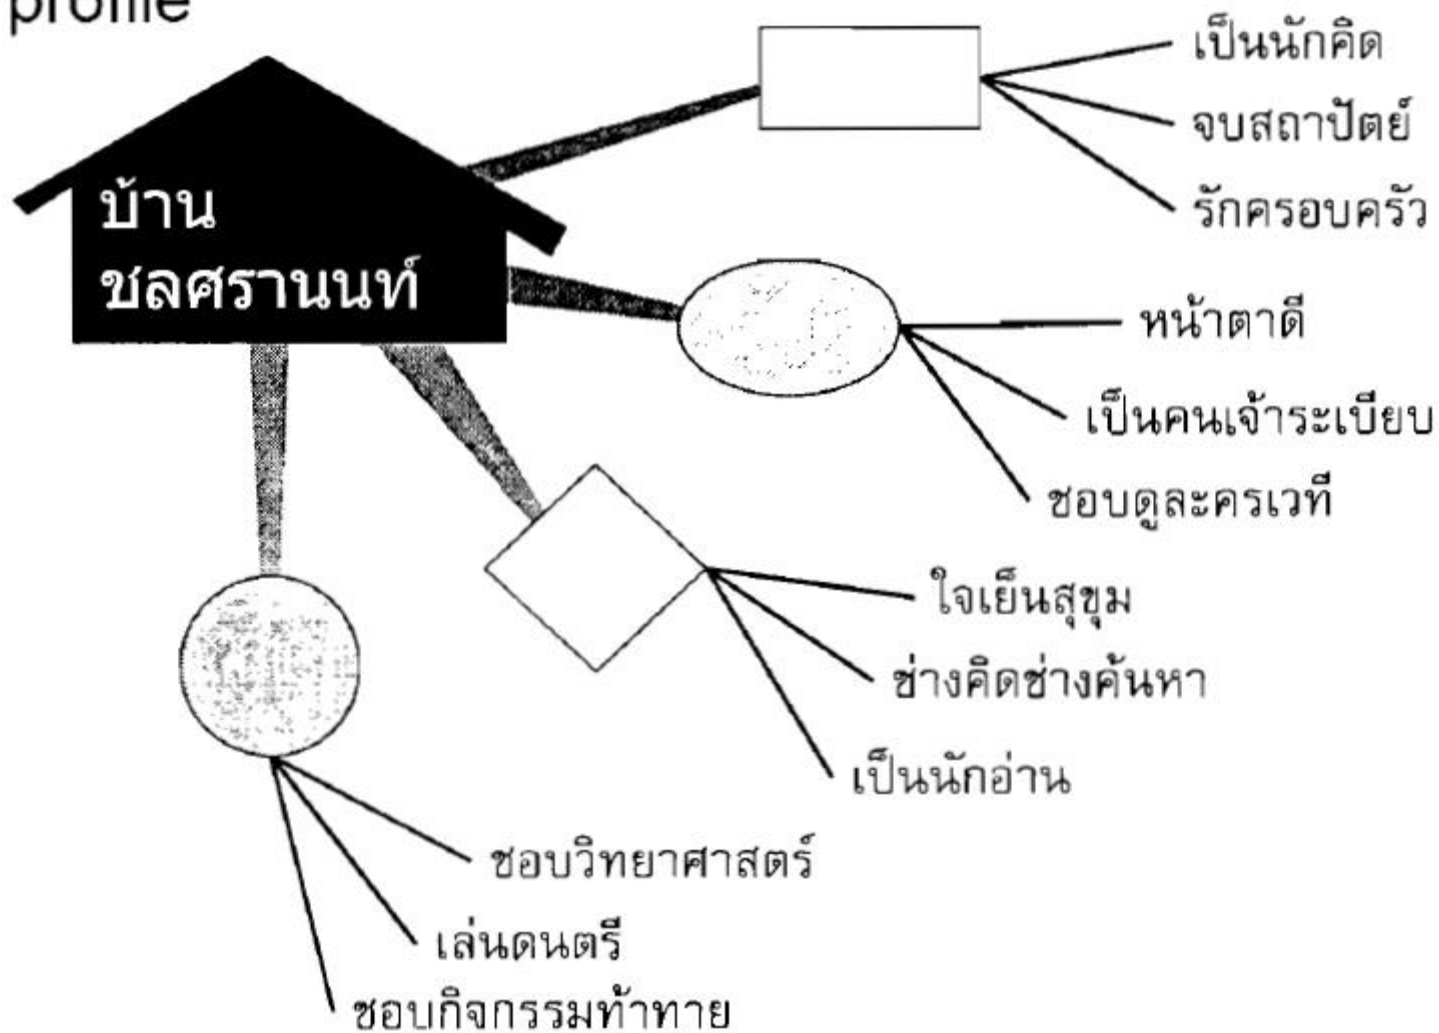 profile
เป็นนักคิด
จบสถาปัตย์
รักครอบครัว
บ้าน
ชลศรานนท์
หน้าตาดี
เป็นคนเจ้าระเบียบ
ชอบดูละครเวที
ใจเย็นสุขุม
ช่างคิดช่างค้นหา
เป็นนักอ่าน
ชอบวิทยาศาสตร์
เล่นดนตรี
ชอบกิจกรรมท้าทาย